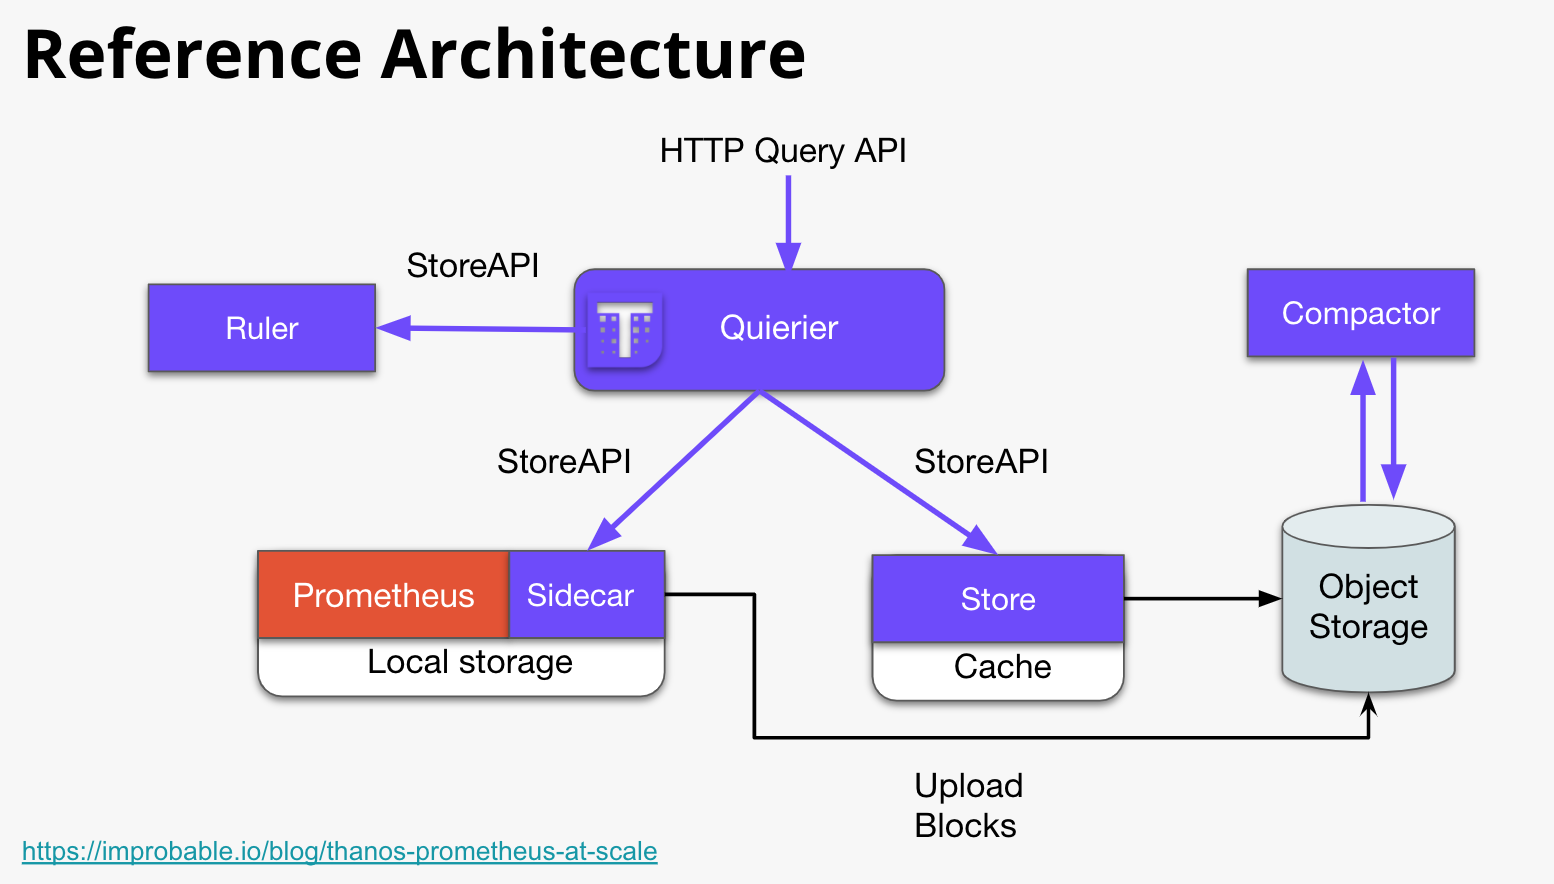 Reference Architecture
HTTP Query API
StoreAPI
Ruler
Quierier
Compactor
StoreAPI
StoreAPI
Prometheus
Sidecar
Local storage
Store
Cache
Object
Storage
Upload
Blocks
https://improbable.io/blog/thanos-prometheus-at-scale